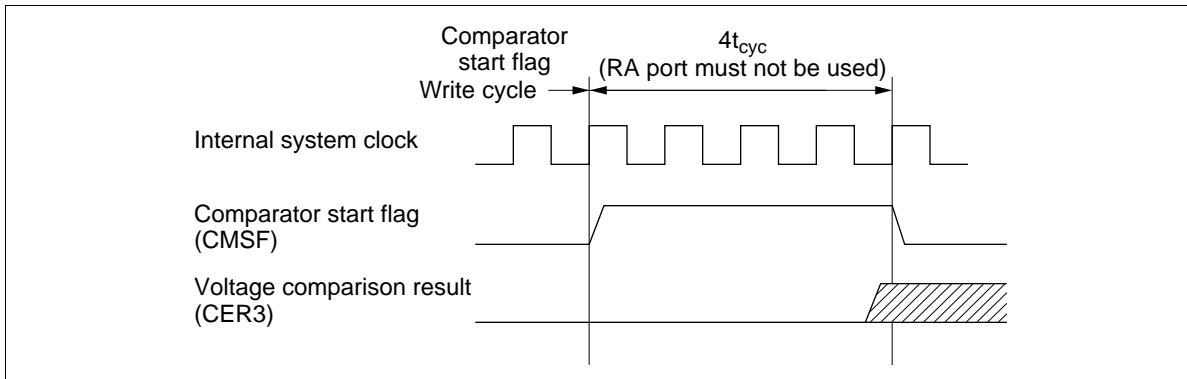 Comparator
start flag
Write cycle
4tcyc
(RA port must not be used)
Internal system clock
Comparator start flag
(CMSF)
Voltage comparison result
(CER3)